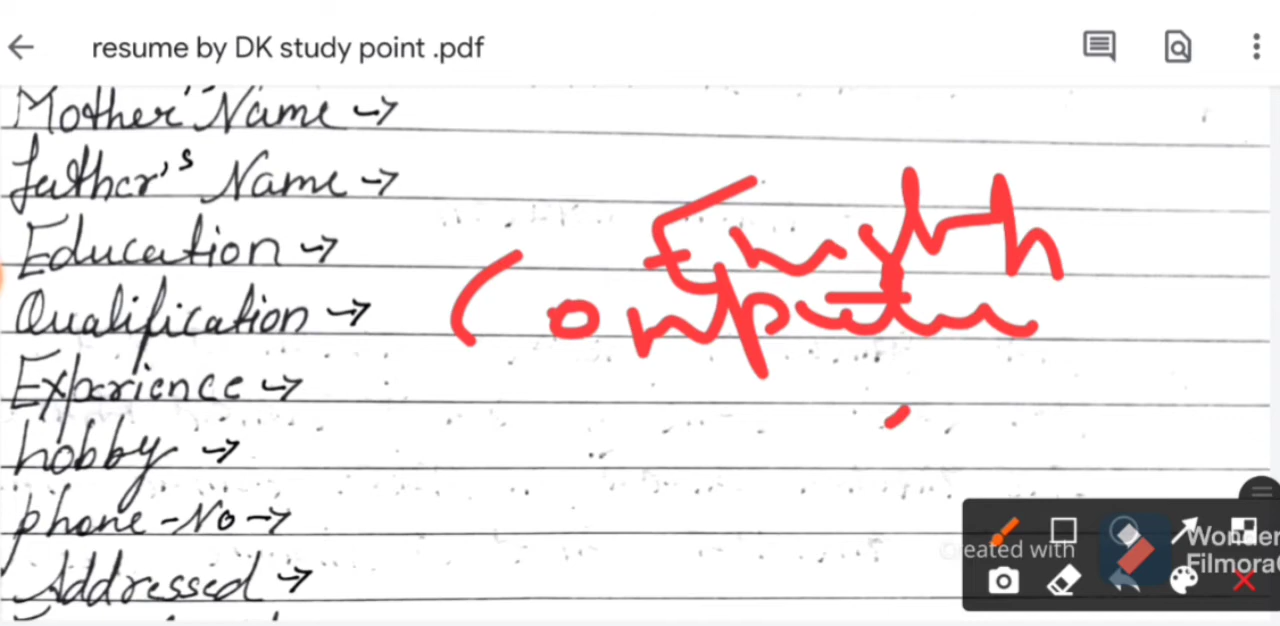 resume by DK study point .pdf
Mother's Name →
father's Name →
Education →
English
Qualification →
Computer
Experience →
hobby →
phone-No →
Addressed →
Created with
Wonder
Filmora